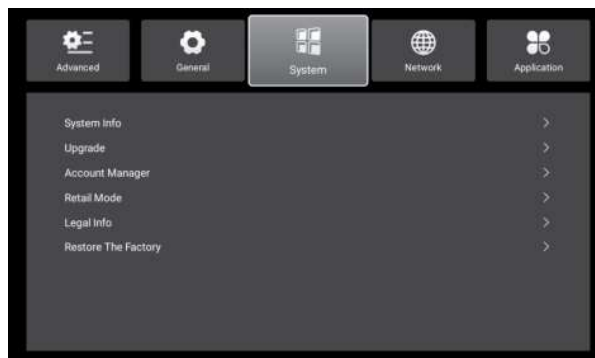 Advanced
General
System
Network
Application
System Info
Upgrade
Account Manager
Retail Mode
Legal Info
Restore The Factory